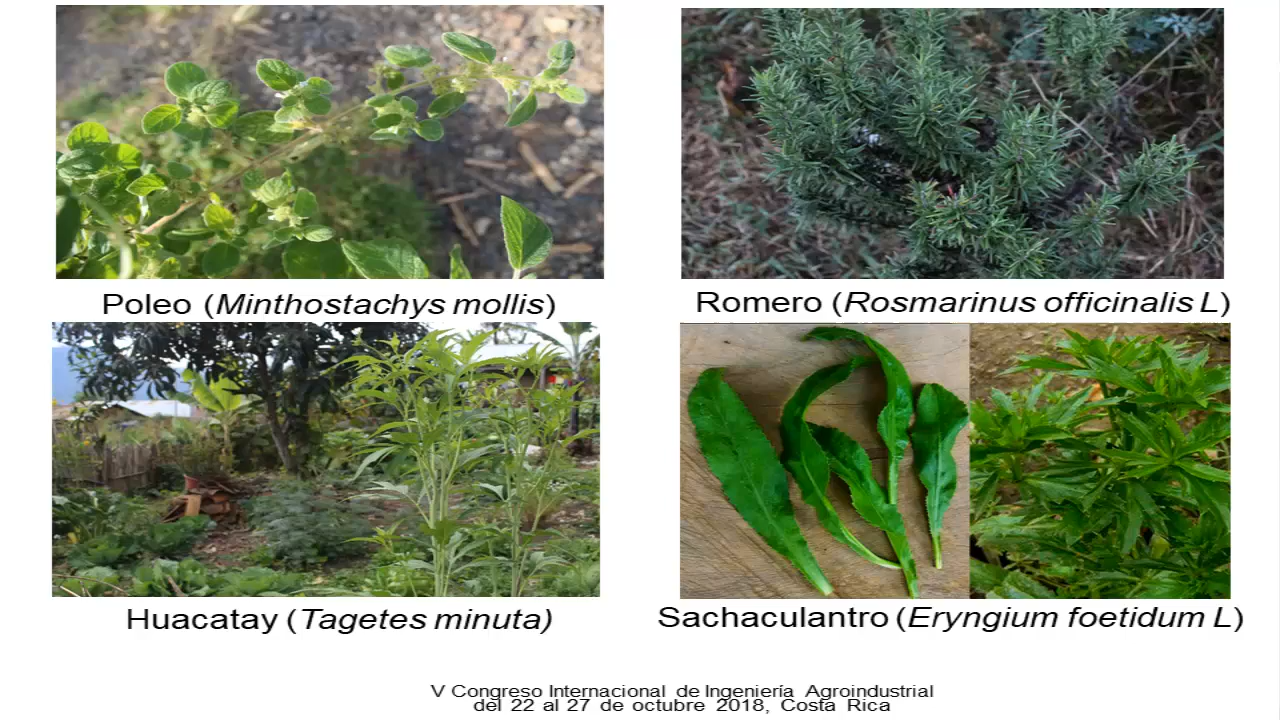 Poleo (Minthostachys mollis)
Romero (Rosmarinus officinalis L)
Huacatay (Tagetes minuta)
Sachaculantro (Eryngium foetidum L)
V Congreso Internacional de Ingeniería Agroindustrial
del 22 al 27 de octubre 2018, Costa Rica